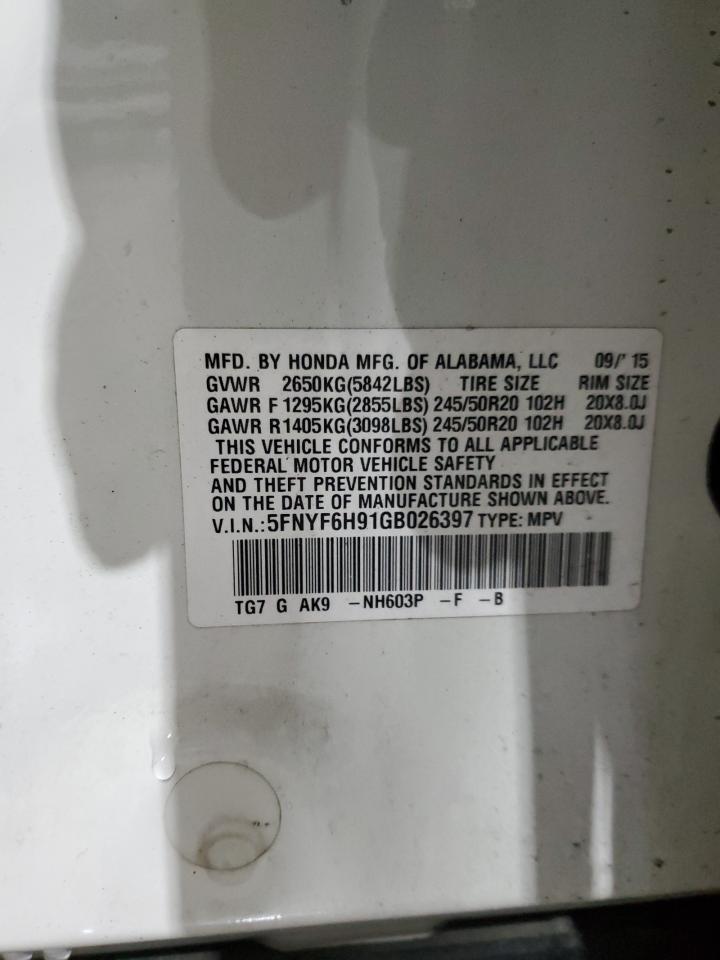 MFD. BY HONDA MFG. OF ALABAMA, LLC 09/' 15
GVWR 2650KG(5842LBS) TIRE SIZE RIM SIZE
GAWR F 1295KG(2855LBS) 245/50R20 102H 20X8.0J
GAWR R1405KG(3098LBS) 245/50R20 102H 20X8.0J
THIS VEHICLE CONFORMS TO ALL APPLICABLE
FEDERAL MOTOR VEHICLE SAFETY
AND THEFT PREVENTION STANDARDS IN EFFECT
ON THE DATE OF MANUFACTURE SHOWN ABOVE.
V.I.N.:5FNYF6H91GB026397 TYPE: MPV
TG7 G AK9 -NH603P -F -B